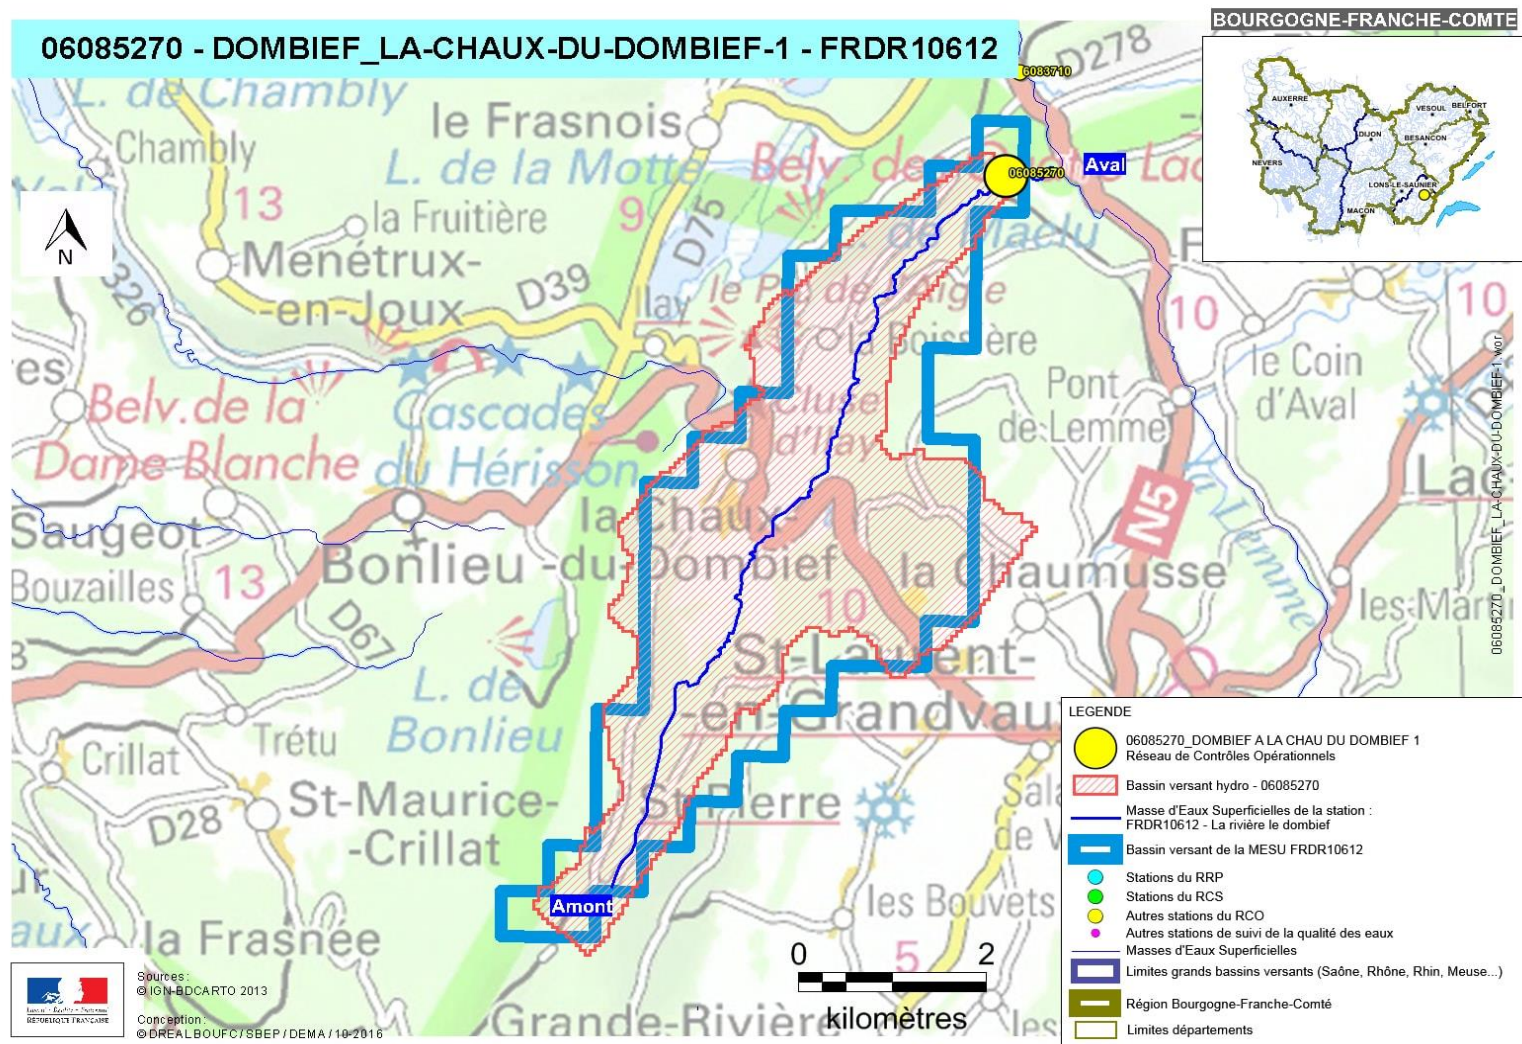 BOURGOGNE-FRANCHE-COMTE
06085270 - DOMBIEF_LA-CHAUX-DU-DOMBIEF-1 - FRDR10612
6083710
D278
AUXERRE
VESOUL
BELFORT
DIJON
BESANCON
NEVERS
LONS-LE-SAUNIER
MACON
L. de Chambly
le Frasnois
Chambly
L. de la Motte
13
la Fruitière
9
D75
06085270
Aval
N
Menétrux-
-en-Joux
D39
Ilay
la Boissère
10
10
le Coin
d'Aval
Pont
de-Lemme
Belv.de la
Dame Blanche
Cascades
du Hérisson
Cluse
d'Ilay
N5
la Lemme
Saugeot
Bouzailles
13
D67
Bonlieu
la Chaux-
-du-Dombief
la Chaumusse
10
St-Laurent-
-en-Grandvaux
L. de
Bonlieu
Crillat
Trétu
D28
St-Maurice-
-Crillat
St-Pierre
Amont
la Frasnée
les Bouvets
5
Grande-Rivière
06085270_DOMBIEF_LA-CHAUX-DU-DOMBIEF-1.wor
0 2
kilomètres
LEGENDE
06085270_DOMBIEF A LA CHAU DU DOMBIEF 1
Réseau de Contrôles Opérationnels
Bassin versant hydro - 06085270
Masse d'Eaux Superficielles de la station :
FRDR10612 - La rivière le dombief
Bassin versant de la MESU FRDR10612
Stations du RRP
Stations du RCS
Autres stations du RCO
Autres stations de suivi de la qualité des eaux
Masses d'Eaux Superficielles
Limites grands bassins versants (Saône, Rhône, Rhin, Meuse...)
Région Bourgogne-Franche-Comté
Limites départements
RÉPUBLIQUE FRANÇAISE
Sources :
© IGN-BDCARTO 2013
Conception :
© DREAL BOUFC / SBEP / DEMA / 10-2016